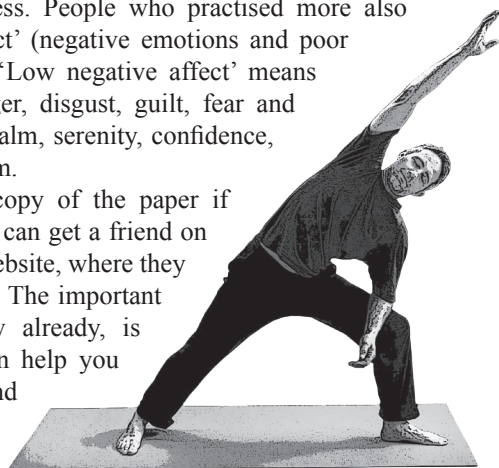 ess. People who practised more also
ct’ (negative emotions and poor
‘Low negative affect’ means
ger, disgust, guilt, fear and
alm, serenity, confidence,
m.
copy of the paper if
can get a friend on
ebsite, where they
The important
y already, is
n help you
nd